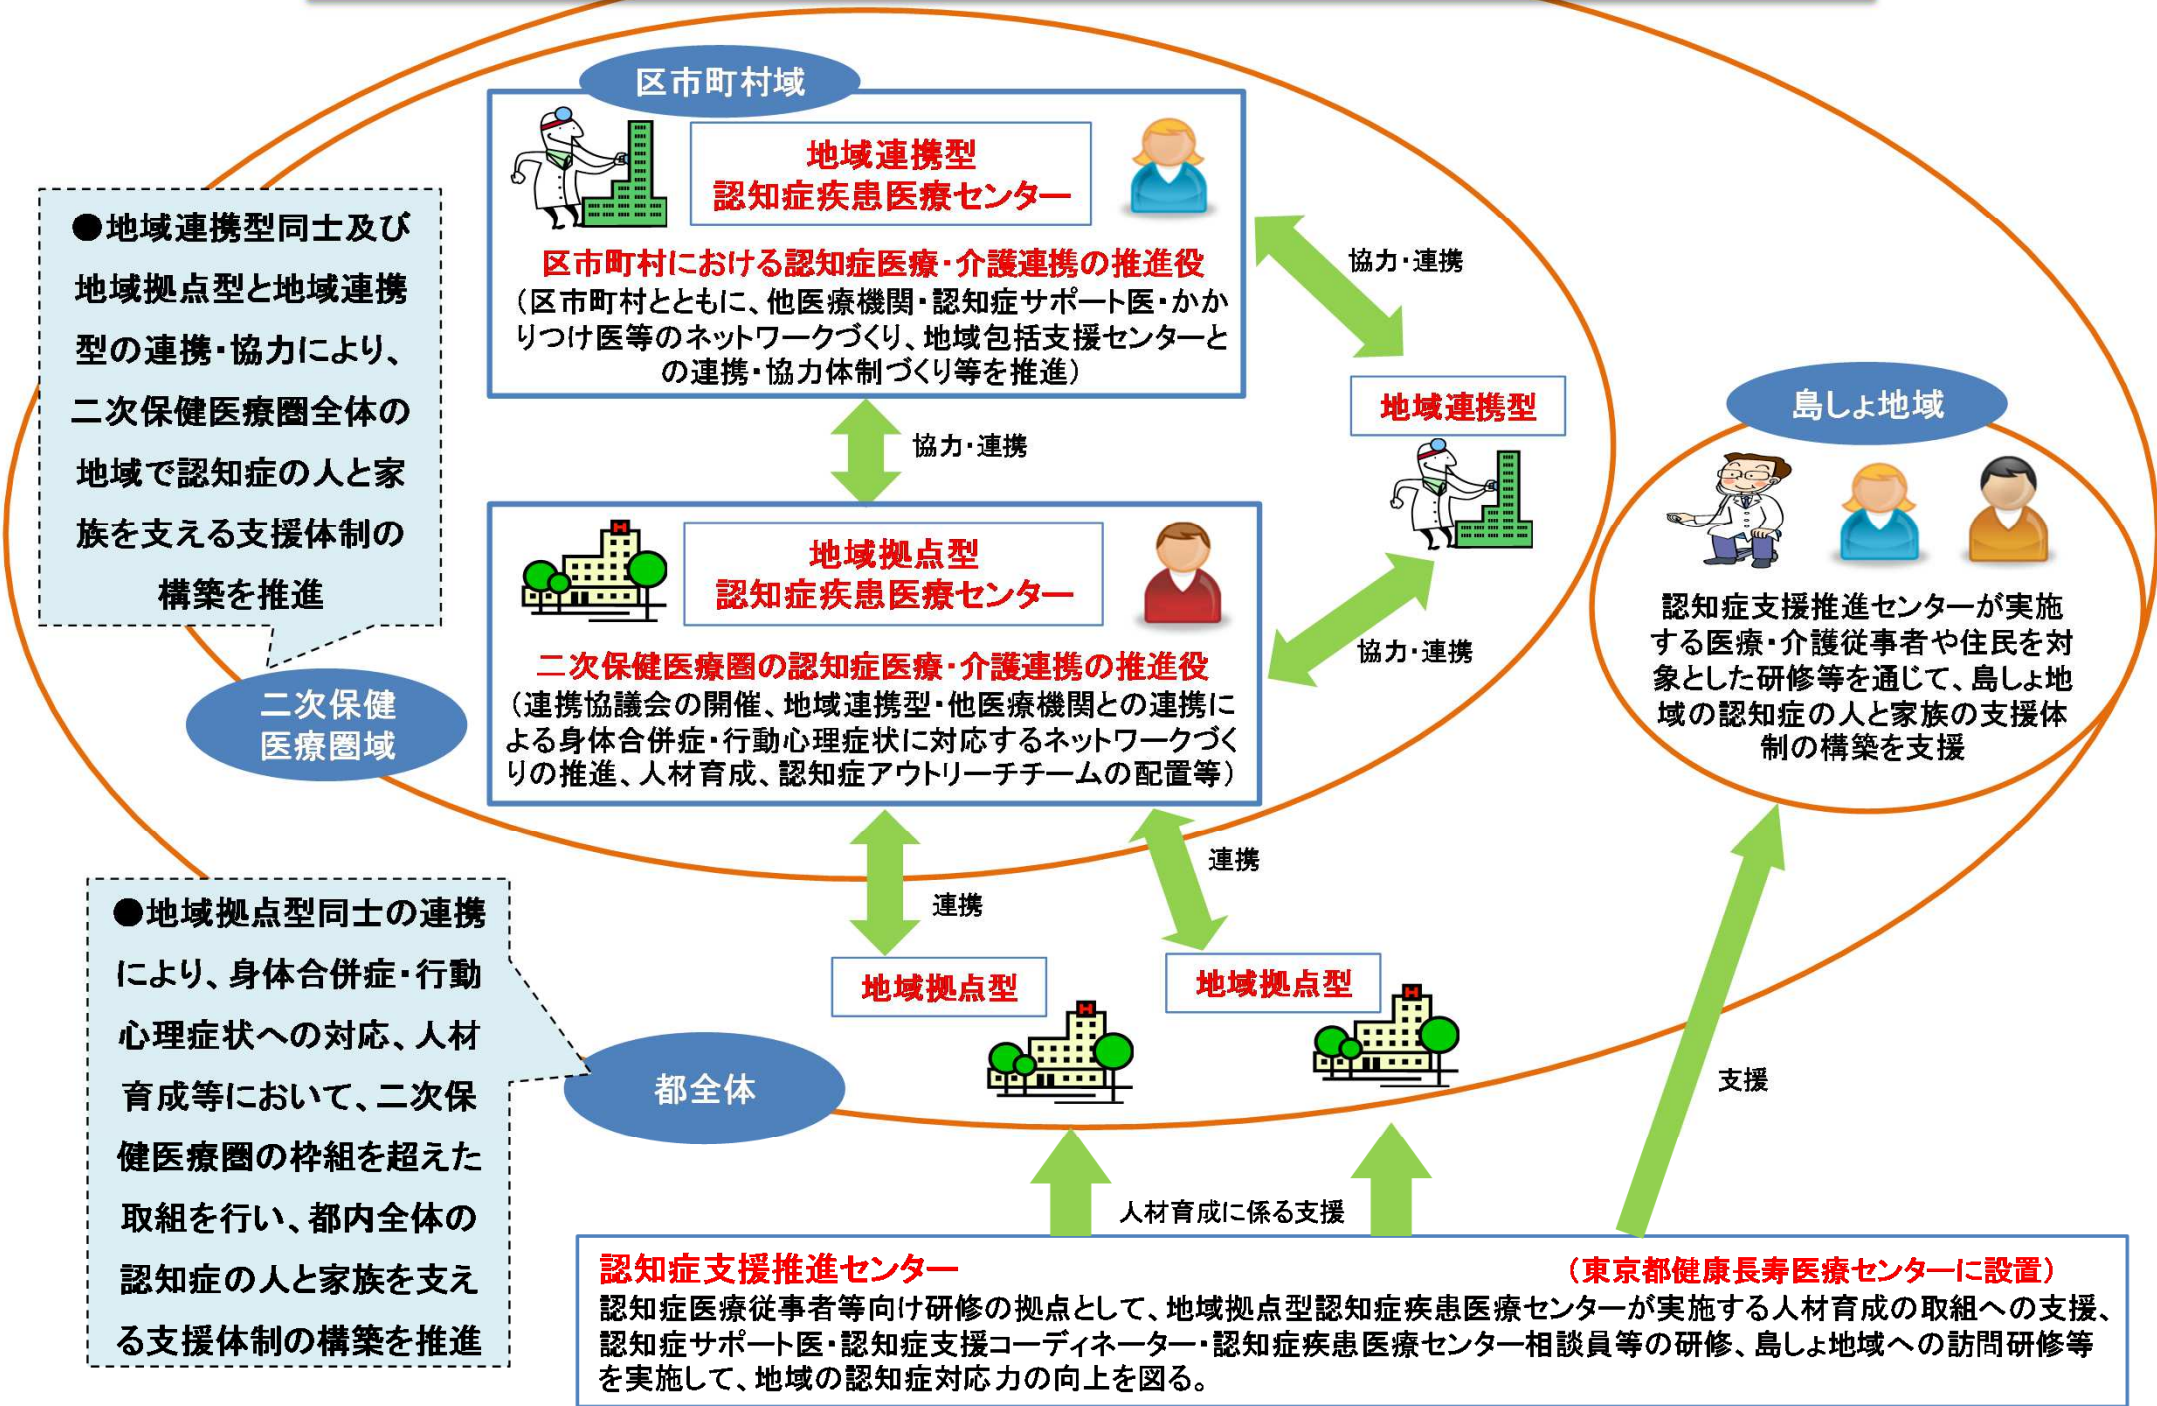 区市町村域
地域連携型
認知症疾患医療センター
区市町村における認知症医療・介護連携の推進役
(区市町村とともに、他医療機関・認知症サポート医・かか
りつけ医等のネットワークづくり、地域包括支援センターと
の連携・協力体制づくり等を推進)
●地域連携型同士及び
地域拠点型と地域連携
型の連携・協力により、
二次保健医療圏全体の
地域で認知症の人と家
族を支える支援体制の
構築を推進
二次保健
医療圏域
協力・連携
地域連携型
協力・連携
協力・連携
地域拠点型
認知症疾患医療センター
二次保健医療圏の認知症医療・介護連携の推進役
(連携協議会の開催、地域連携型・他医療機関との連携に
よる身体合併症・行動心理症状に対応するネットワークづく
りの推進、人材育成、認知症アウトリーチチームの配置等)
島しょ地域
認知症支援推進センターが実施
する医療・介護従事者や住民を対
象とした研修等を通じて、島しょ地
域の認知症の人と家族の支援体
制の構築を支援
連携
連携
地域拠点型
地域拠点型
●地域拠点型同士の連携
により、身体合併症・行動
心理症状への対応、人材
育成等において、二次保
健医療圏の枠組を超えた
取組を行い、都内全体の
認知症の人と家族を支え
る支援体制の構築を推進
都全体
支援
人材育成に係る支援
認知症支援推進センター (東京都健康長寿医療センターに設置)
認知症医療従事者等向け研修の拠点として、地域拠点型認知症疾患医療センターが実施する人材育成の取組への支援、
認知症サポート医・認知症支援コーディネーター・認知症疾患医療センター相談員等の研修、島しょ地域への訪問研修等
を実施して、地域の認知症対応力の向上を図る。